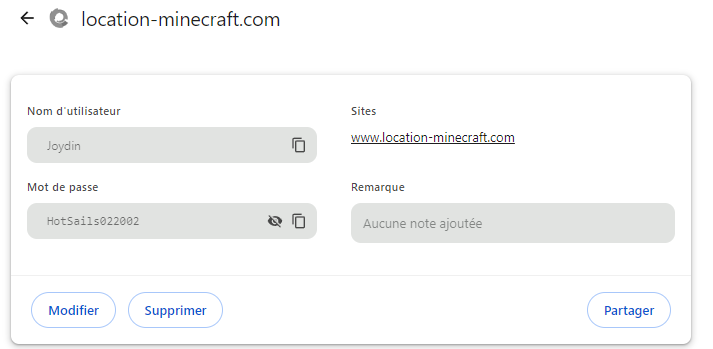 location-minecraft.com
Nom d'utilisateur
Joydin
Sites
www.location-minecraft.com
Mot de passe
HotSails022002
Remarque
Aucune note ajoutée
Modifier
Supprimer
Partager